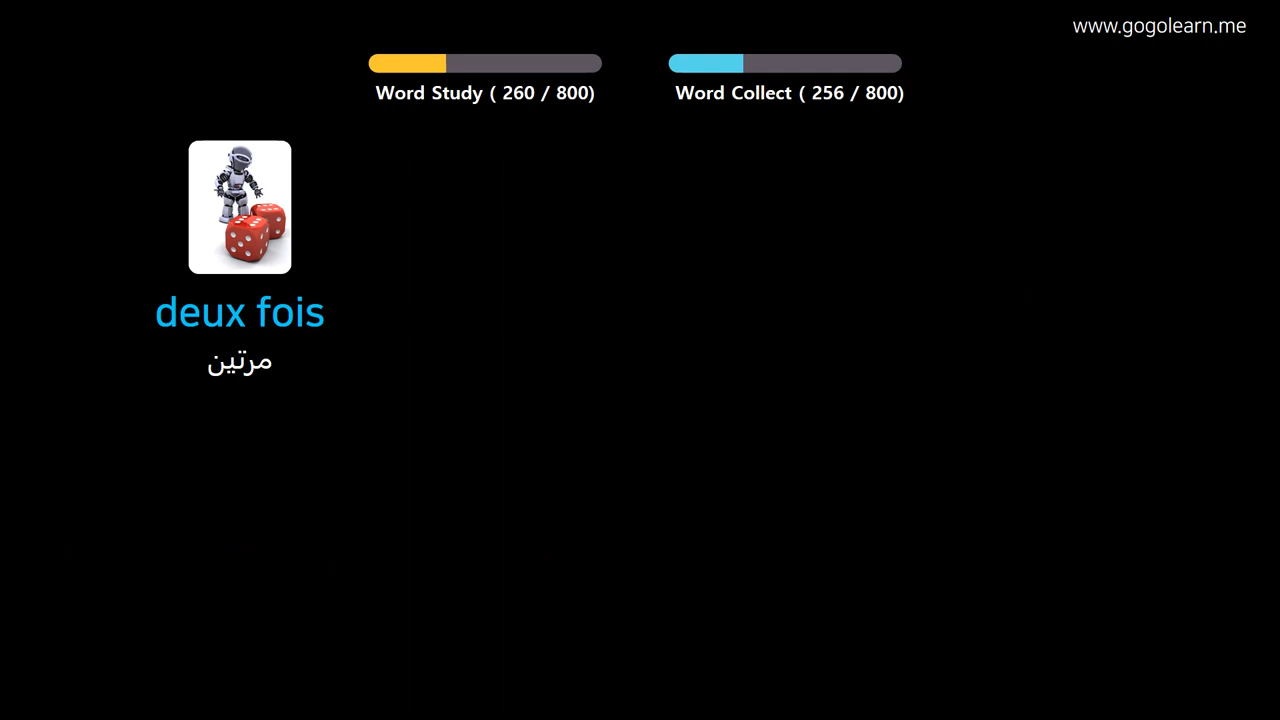 www.gogolearn.me
Word Study ( 260 / 800)
Word Collect ( 256 / 800)
deux fois
مرتين